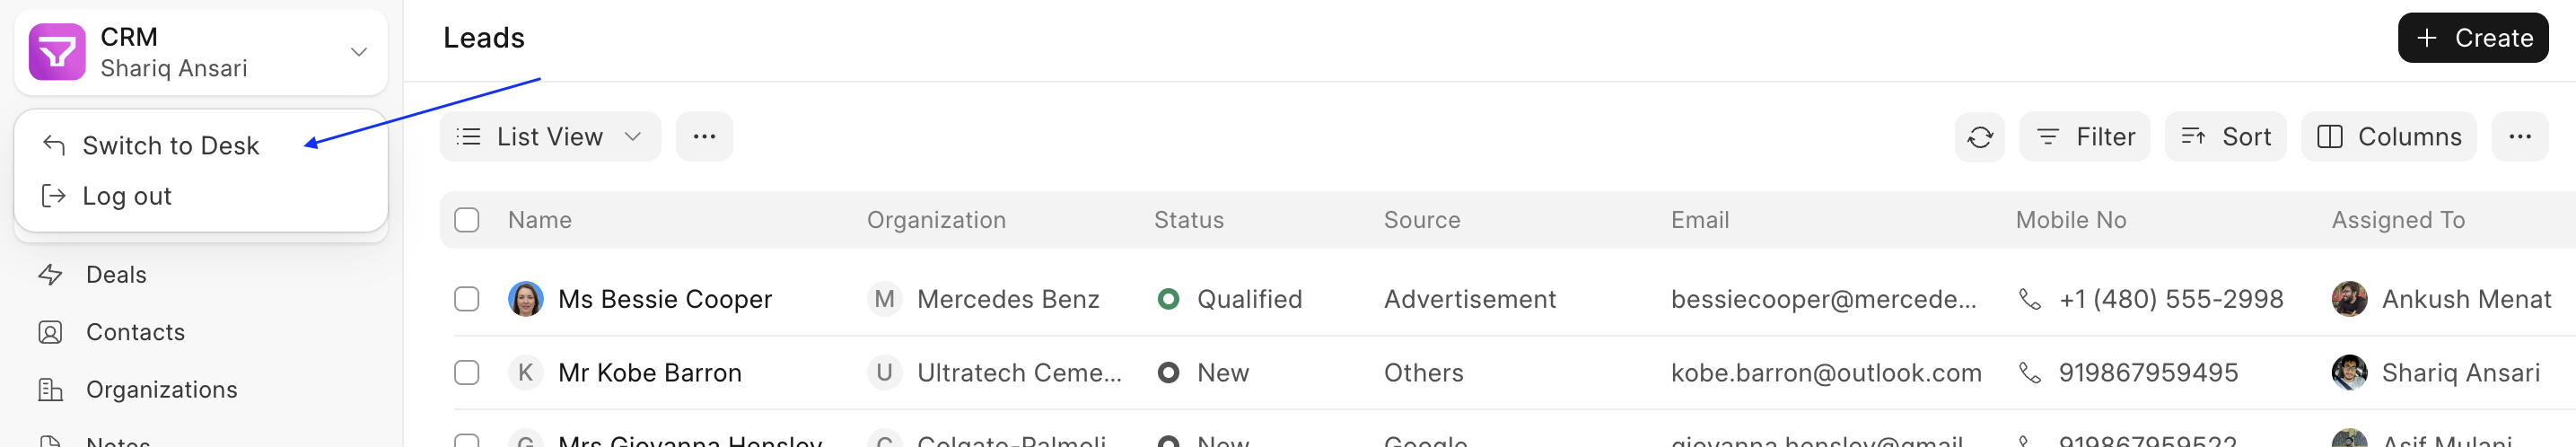 CRM
Shariq Ansari
Switch to Desk
Log out
Deals
Contacts
Organizations
Notes
Leads
Create
List View
Filter Sort Columns
Name Organization Status Source Email Mobile No Assigned To
Ms Bessie Cooper M Mercedes Benz Qualified Advertisement bessiecooper@mercede... +1 (480) 555-2998 Ankush Menat
K Mr Kobe Barron U Ultratech Ceme... New Others kobe.barron@outlook.com 919867959495 Shariq Ansari
G Mrs Giovanna Hensley C Colgate-Palmoli New Google giovanna.hensley@gmail 919867959522 Asif Mulani